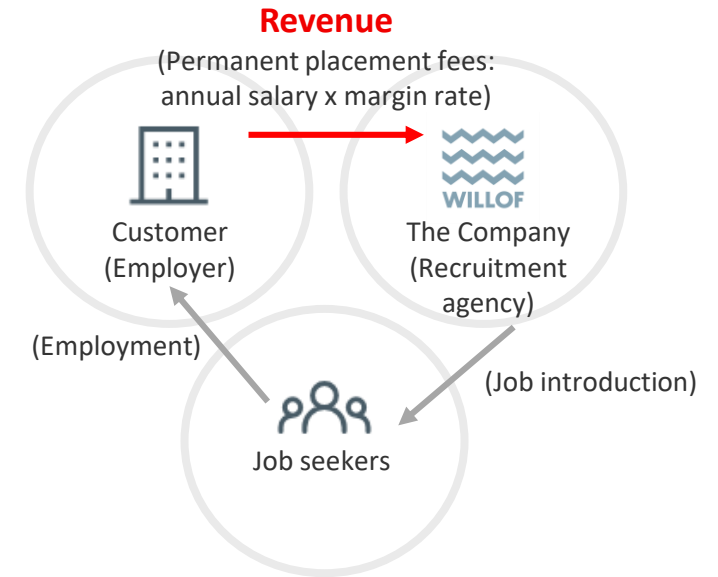 Revenue
(Permanent placement fees:
annual salary x margin rate)
WILLOF
Customer
(Employer)
The Company
(Recruitment
agency)
(Employment)
(Job introduction)
Job seekers